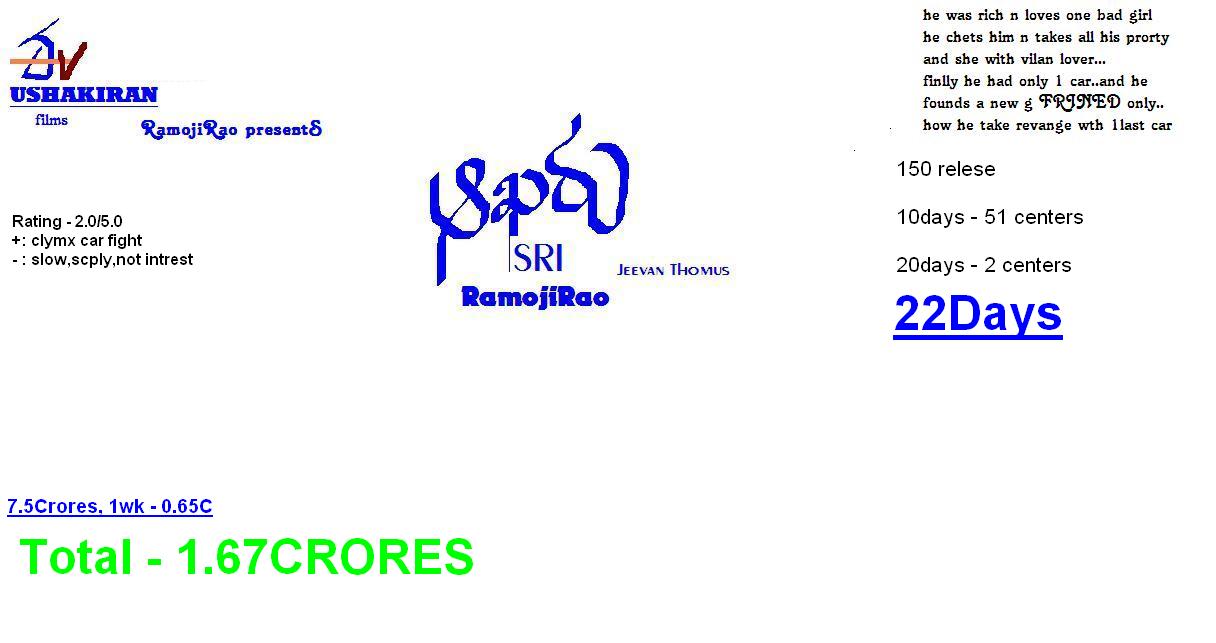 USHAKIRAN
films
RamojiRao presentS
he was rich n loves one bad girl
he chets him n takes all his prorty
and she with vilan lover...
finlly he had only 1 car..and he
founds a new g FRINED only..
how he take revange wth 1last car
Rating - 2.0/5.0
+: clymx car fight
- : slow,scply,not intrest
ఆఖరు
SRI
JEEVAN THOMUS
RamojiRao
150 relese
10days - 51 centers
20days - 2 centers
22Days
7.5Crores, 1wk - 0.65C
Total - 1.67CRORES